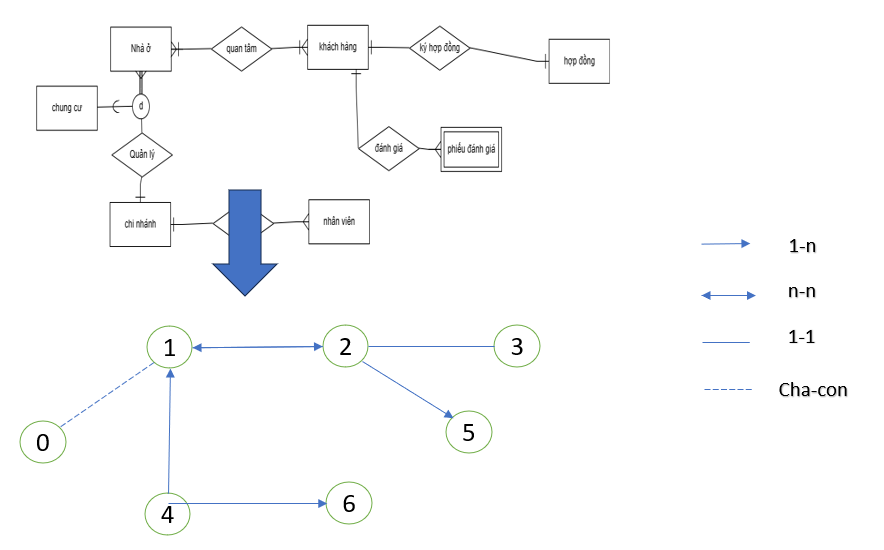 Nhà ở
quan tâm
khách hàng
ký hợp đồng
hợp đồng
chung cư
d
Quản lý
đánh giá
phiếu đánh giá
chi nhánh
nhân viên
1-n
n-n
1-1
Cha-con
1
2
3
0
5
4
6